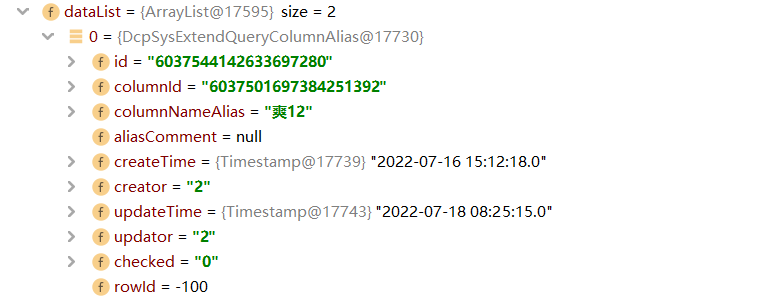 dataList = {ArrayList@17595} size = 2
0 = {DcpSysExtendQueryColumnAlias@17730}
id = "6037544142633697280"
columnId = "6037501697384251392"
columnNameAlias = "爽12"
aliasComment = null
createTime = {Timestamp@17739} "2022-07-16 15:12:18.0"
creator = "2"
updateTime = {Timestamp@17743} "2022-07-18 08:25:15.0"
updator = "2"
checked = "0"
rowId = -100